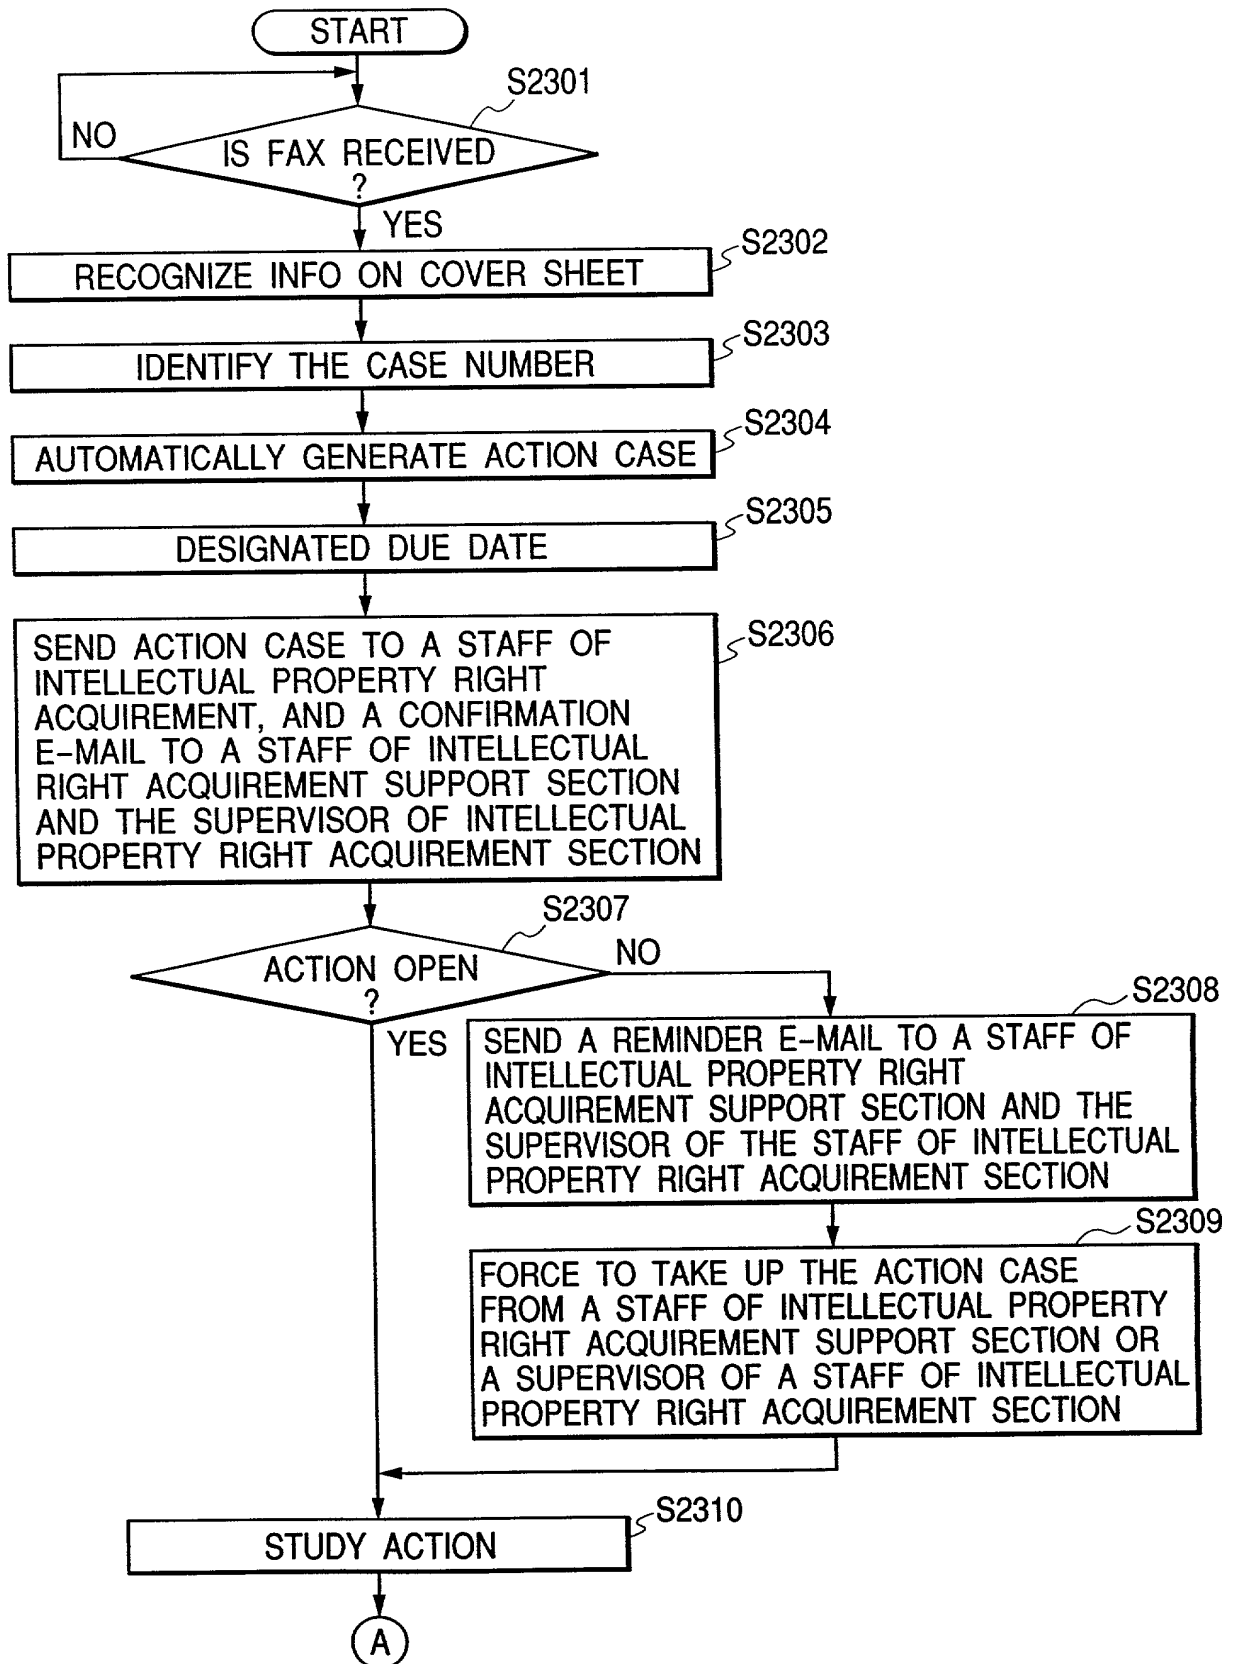 START
S2301
NO
IS FAX RECEIVED
?
YES
S2302
RECOGNIZE INFO ON COVER SHEET
S2303
IDENTIFY THE CASE NUMBER
S2304
AUTOMATICALLY GENERATE ACTION CASE
S2305
DESIGNATED DUE DATE
S2306
SEND ACTION CASE TO A STAFF OF
INTELLECTUAL PROPERTY RIGHT
ACQUIREMENT, AND A CONFIRMATION
E-MAIL TO A STAFF OF INTELLECTUAL
RIGHT ACQUIREMENT SUPPORT SECTION
AND THE SUPERVISOR OF INTELLECTUAL
PROPERTY RIGHT ACQUIREMENT SECTION
S2307
ACTION OPEN
?
NO
YES
S2308
SEND A REMINDER E-MAIL TO A STAFF OF
INTELLECTUAL PROPERTY RIGHT
ACQUIREMENT SUPPORT SECTION AND THE
SUPERVISOR OF THE STAFF OF INTELLECTUAL
PROPERTY RIGHT ACQUIREMENT SECTION
S2309
FORCE TO TAKE UP THE ACTION CASE
FROM A STAFF OF INTELLECTUAL PROPERTY
RIGHT ACQUIREMENT SUPPORT SECTION OR
A SUPERVISOR OF A STAFF OF INTELLECTUAL
PROPERTY RIGHT ACQUIREMENT SECTION
S2310
STUDY ACTION
A